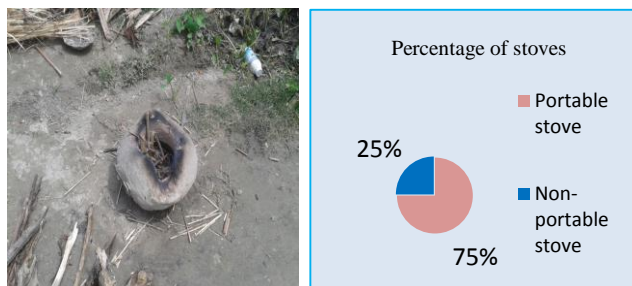 Percentage of stoves
Portable
stove
25%
Non-
portable
stove
75%